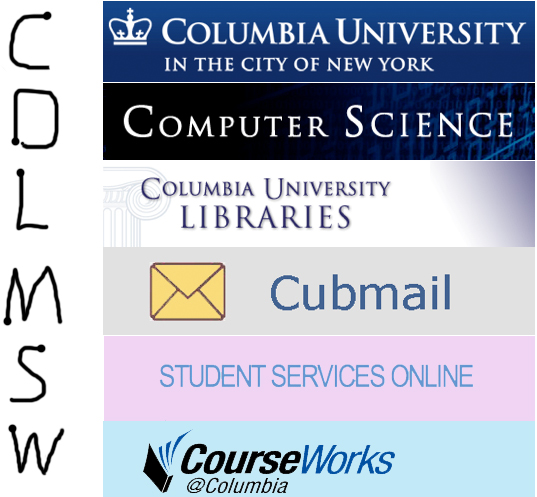 C
COLUMBIA UNIVERSITY
IN THE CITY OF NEW YORK
D
COMPUTER SCIENCE
L
COLUMBIA UNIVERSITY
LIBRARIES
M
Cubmail
S
STUDENT SERVICES ONLINE
W
CourseWorks
@Columbia